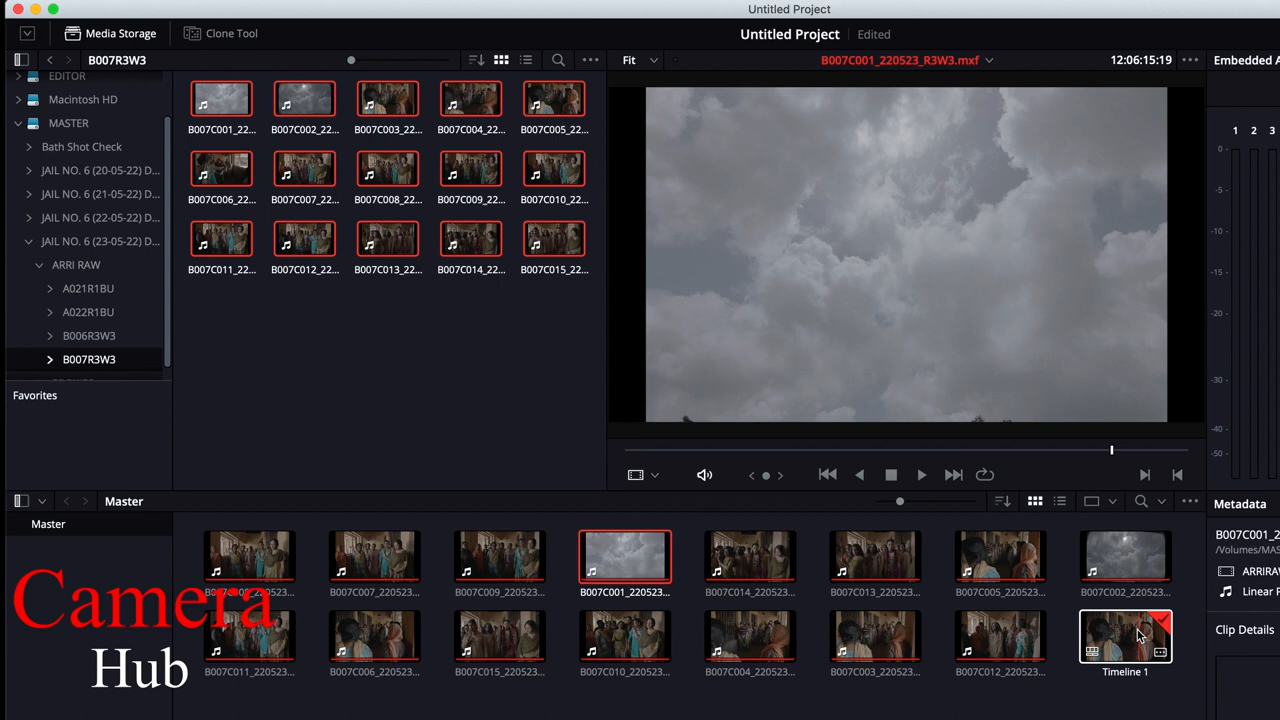 Untitled Project
Media Storage
Clone Tool
Untitled Project
Edited
B007R3W3
Fit
B007C001_220523_R3W3.mxf
12:06:15:19
Embedded A
EDITOR
Macintosh HD
MASTER
Bath Shot Check
JAIL NO. 6 (20-05-22) D...
JAIL NO. 6 (21-05-22) D...
JAIL NO. 6 (22-05-22) D...
JAIL NO. 6 (23-05-22) D...
ARRI RAW
A021R1BU
A022R1BU
B006R3W3
B007R3W3
Favorites
B007C001_22...
B007C002_22...
B007C003_22...
B007C004_22...
B007C005_22...
B007C006_22...
B007C007_22...
B007C008_22...
B007C009_22...
B007C010_22...
B007C011_22...
B007C012_22...
B007C013_22...
B007C014_22...
B007C015_22...
1 2 3
0
-5
-10
-15
-20
-30
-40
-50
Master
Master
B007C007_220523...
B007C009_220523...
B007C001_220523...
B007C014_220523...
B007C013_220523...
B007C005_220523...
B007C002_220523...
B007C011_220523...
B007C006_220523...
B007C015_220523...
B007C010_220523...
B007C004_220523...
B007C003_220523...
B007C012_220523...
Timeline 1
Metadata
B007C001_2
/Volumes/MAS
ARRIRAW
Linear P
Clip Details
Camera
Hub